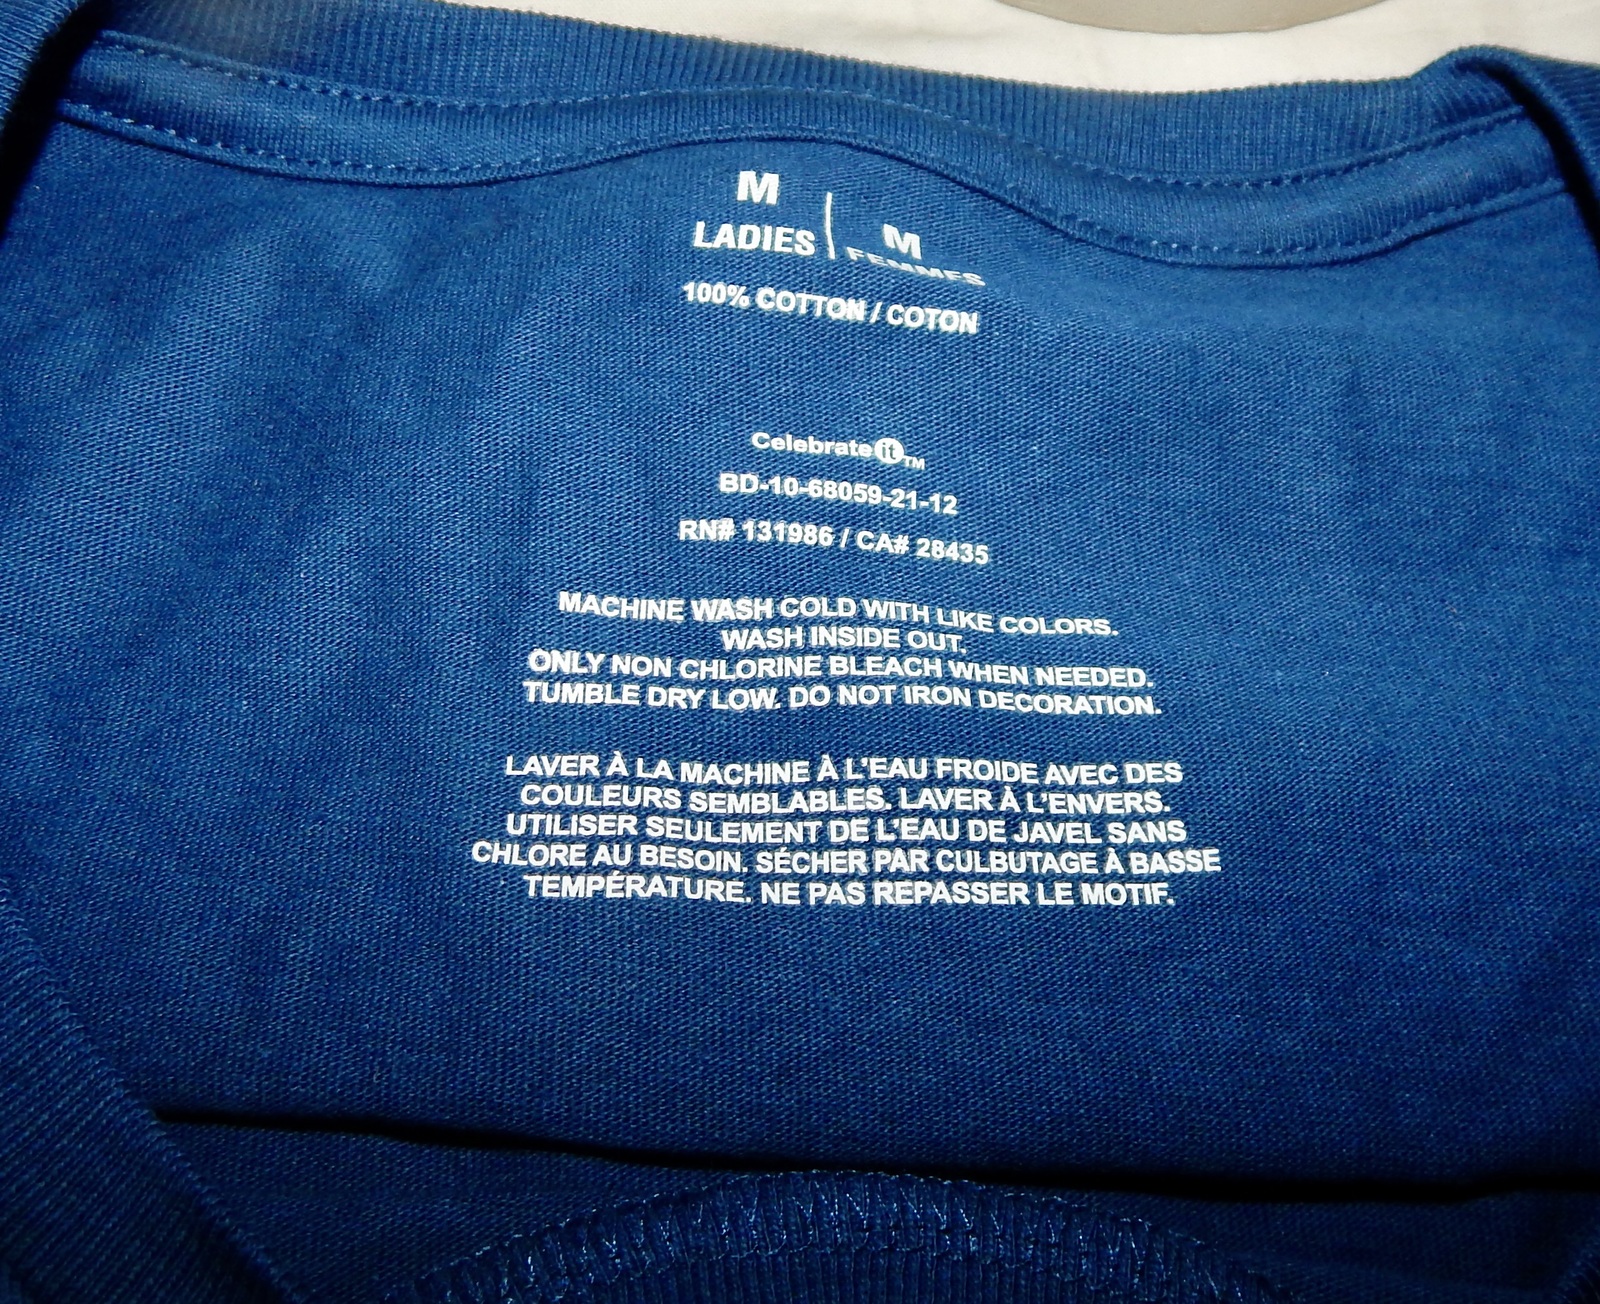 M | M
LADIES | FEMMES
100% COTTON / COTON
Celebrate it™
BD-10-68059-21-12
RN# 131986 / CA# 28435
MACHINE WASH COLD WITH LIKE COLORS.
WASH INSIDE OUT.
ONLY NON CHLORINE BLEACH WHEN NEEDED.
TUMBLE DRY LOW. DO NOT IRON DECORATION.
LAVER À LA MACHINE À L'EAU FROIDE AVEC DES
COULEURS SEMBLABLES. LAVER À L'ENVERS.
UTILISER SEULEMENT DE L'EAU DE JAVEL SANS
CHLORE AU BESOIN. SÉCHER PAR CULBUTAGE À BASSE
TEMPÉRATURE. NE PAS REPASSER LE MOTIF.